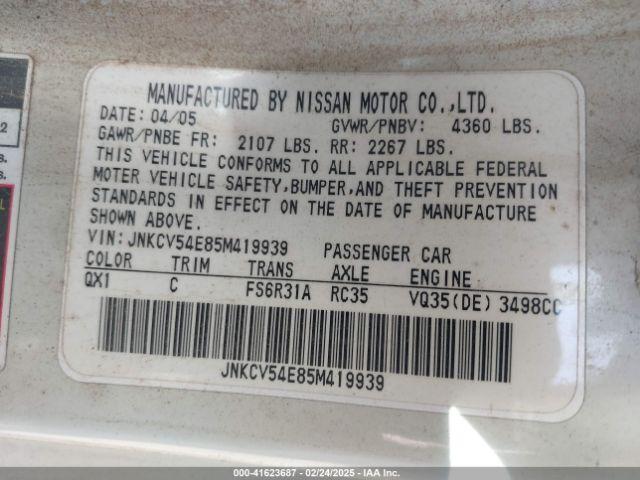 MANUFACTURED BY NISSAN MOTOR CO.,LTD.
DATE: 04/05 GVWR/PNBV: 4360 LBS.
GAWR/PNBE FR: 2107 LBS. RR: 2267 LBS.
THIS VEHICLE CONFORMS TO ALL APPLICABLE FEDERAL
MOTER VEHICLE SAFETY,BUMPER,AND THEFT PREVENTION
STANDARDS IN EFFECT ON THE DATE OF MANUFACTURE
SHOWN ABOVE.
VIN:JNKCV54E85M419939 PASSENGER CAR
COLOR TRIM TRANS AXLE ENGINE
QX1 C FS6R31A RC35 VQ35(DE) 3498CC
JNKCV54E85M419939
000-41623687 - 02/24/2025 - IAA Inc.